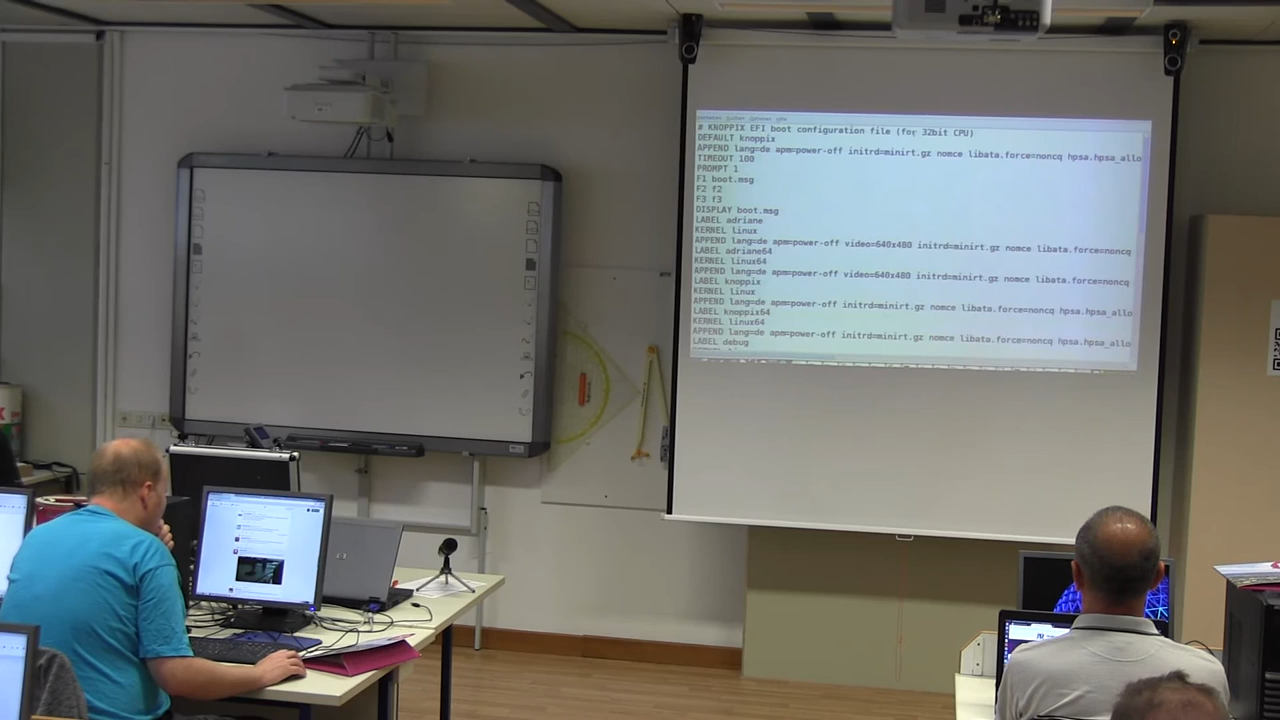 # KNOPPIX EFI boot configuration file (for 32bit CPU)
DEFAULT knoppix
APPEND lang=de apm=power-off initrd=minirt.gz nomce libata.force=noncq hpsa.hpsa_allo
TIMEOUT 100
PROMPT 1
F1 boot.msg
F2 f2
F3 f3
DISPLAY boot.msg
LABEL adriane
KERNEL linux
APPEND lang=de apm=power-off video=640x480 initrd=minirt.gz nomce libata.force=noncq
LABEL adriane64
KERNEL linux64
APPEND lang=de apm=power-off video=640x480 initrd=minirt.gz nomce libata.force=noncq
LABEL knoppix
KERNEL linux
APPEND lang=de apm=power-off initrd=minirt.gz nomce libata.force=noncq hpsa.hpsa_allo
LABEL knoppix64
KERNEL linux64
APPEND lang=de apm=power-off initrd=minirt.gz nomce libata.force=noncq hpsa.hpsa_allo
LABEL debug